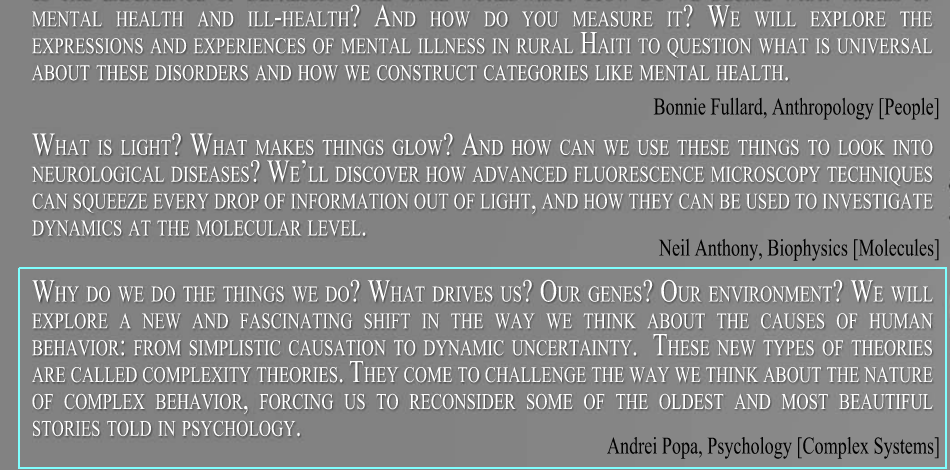 MENTAL HEALTH AND ILL-HEALTH? AND HOW DO YOU MEASURE IT? WE WILL EXPLORE THE
EXPRESSIONS AND EXPERIENCES OF MENTAL ILLNESS IN RURAL HAITI TO QUESTION WHAT IS UNIVERSAL
ABOUT THESE DISORDERS AND HOW WE CONSTRUCT CATEGORIES LIKE MENTAL HEALTH.
Bonnie Fullard, Anthropology [People]
WHAT IS LIGHT? WHAT MAKES THINGS GLOW? AND HOW CAN WE USE THESE THINGS TO LOOK INTO
NEUROLOGICAL DISEASES? WE'LL DISCOVER HOW ADVANCED FLUORESCENCE MICROSCOPY TECHNIQUES
CAN SQUEEZE EVERY DROP OF INFORMATION OUT OF LIGHT, AND HOW THEY CAN BE USED TO INVESTIGATE
DYNAMICS AT THE MOLECULAR LEVEL.
Neil Anthony, Biophysics [Molecules]
WHY DO WE DO THE THINGS WE DO? WHAT DRIVES US? OUR GENES? OUR ENVIRONMENT? WE WILL
EXPLORE A NEW AND FASCINATING SHIFT IN THE WAY WE THINK ABOUT THE CAUSES OF HUMAN
BEHAVIOR: FROM SIMPLISTIC CAUSATION TO DYNAMIC UNCERTAINTY. THESE NEW TYPES OF THEORIES
ARE CALLED COMPLEXITY THEORIES. THEY COME TO CHALLENGE THE WAY WE THINK ABOUT THE NATURE
OF COMPLEX BEHAVIOR, FORCING US TO RECONSIDER SOME OF THE OLDEST AND MOST BEAUTIFUL
STORIES TOLD IN PSYCHOLOGY.
Andrei Popa, Psychology [Complex Systems]